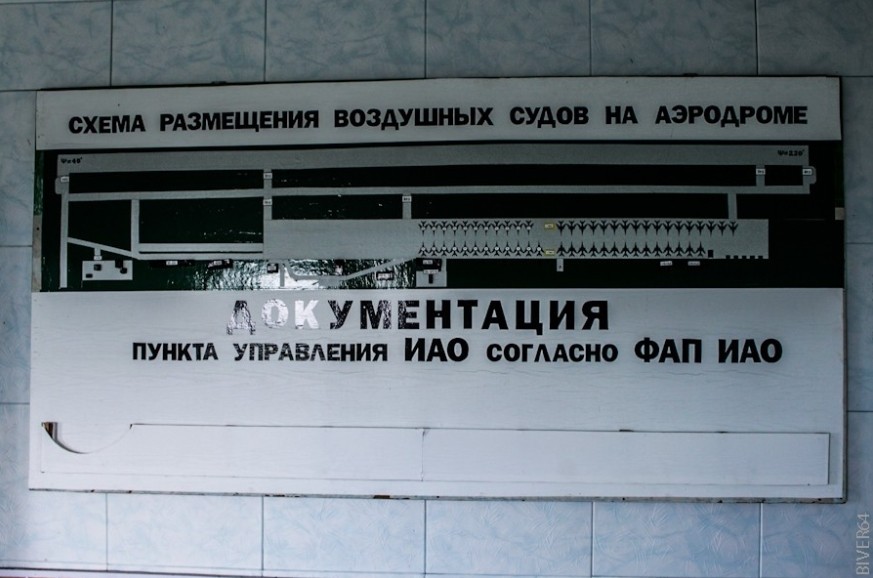 СХЕМА РАЗМЕЩЕНИЯ ВОЗДУШНЫХ СУДОВ НА АЭРОДРОМЕ
ДОКУМЕНТАЦИЯ
ПУНКТА УПРАВЛЕНИЯ ИАО СОГЛАСНО ФАП ИАО
BIVER64